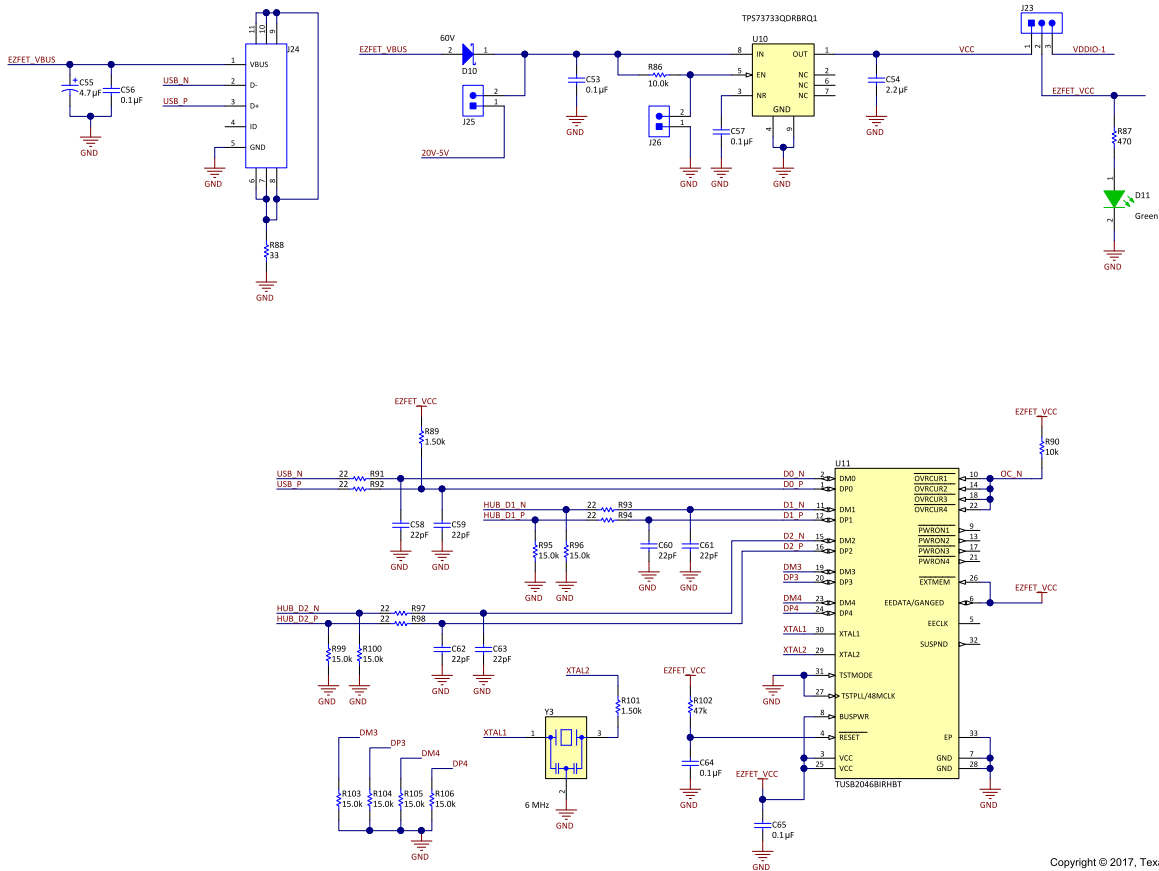 TPS73733QDRBRQ1
J23
11 10 9
J24
EZFET_VBUS
1 VBUS
C55
4.7µF
C56
0.1µF
USB_N
2 D-
USB_P
3 D+
4 ID
5 GND
GND
GND
6 7 8
R88
33
GND
60V
EZFET_VBUS
2 1
D10
2
1
J25
20V-5V
C53
0.1µF
GND
R86
10.0k
2
1
J26
GND
C57
0.1µF
GND
U10
8 IN OUT 1
5 EN NC 2
NC 6
3 NR NC 7
GND
4 9
GND
C54
2.2µF
GND
VCC
1 2 3
VDDIO-1
EZFET_VCC
R87
470
1
D11
Green
2
GND
EZFET_VCC
R89
1.50k
USB_N 22 R91 D0_N
USB_P 22 R92 D0_P
C58
22pF
GND
C59
22pF
GND
HUB_D1_N 22 R93 D1_N
HUB_D1_P 22 R94 D1_P
R95
15.0k
GND
R96
15.0k
GND
C60
22pF
GND
C61
22pF
GND
D2_N
D2_P
DM3
DP3
DM4
DP4
XTAL1
XTAL2
HUB_D2_N 22 R97
HUB_D2_P 22 R98
R99
15.0k
GND
R100
15.0k
GND
C62
22pF
GND
C63
22pF
GND
XTAL2
R101
1.50k
Y3
XTAL1 1 3
2
6 MHz
GND
EZFET_VCC
R102
47k
C64
0.1µF
GND
GND
EZFET_VCC
C65
0.1µF
GND
DM3
DP3
DM4
DP4
R103
15.0k
R104
15.0k
R105
15.0k
R106
15.0k
GND
EZFET_VCC
R90
10k
OC_N
U11
2 DM0 OVRCUR1 10
1 DP0 OVRCUR2 14
OVRCUR3 18
11 DM1 OVRCUR4 22
12 DP1
PWRON1 9
15 DM2 PWRON2 13
16 DP2 PWRON3 17
PWRON4 21
19 DM3
20 DP3 EXTMEM 26
EZFET_VCC
23 DM4 EEDATA/GANGED 6
24 DP4
EECLK 5
30 XTAL1
SUSPND 32
29 XTAL2
31 TSTMODE
27 TSTPLL/48MCLK
8 BUSPWR
4 RESET EP 33
3 VCC GND 7
25 VCC GND 28
TUSB2046BIRHBT
GND
Copyright © 2017, Texa